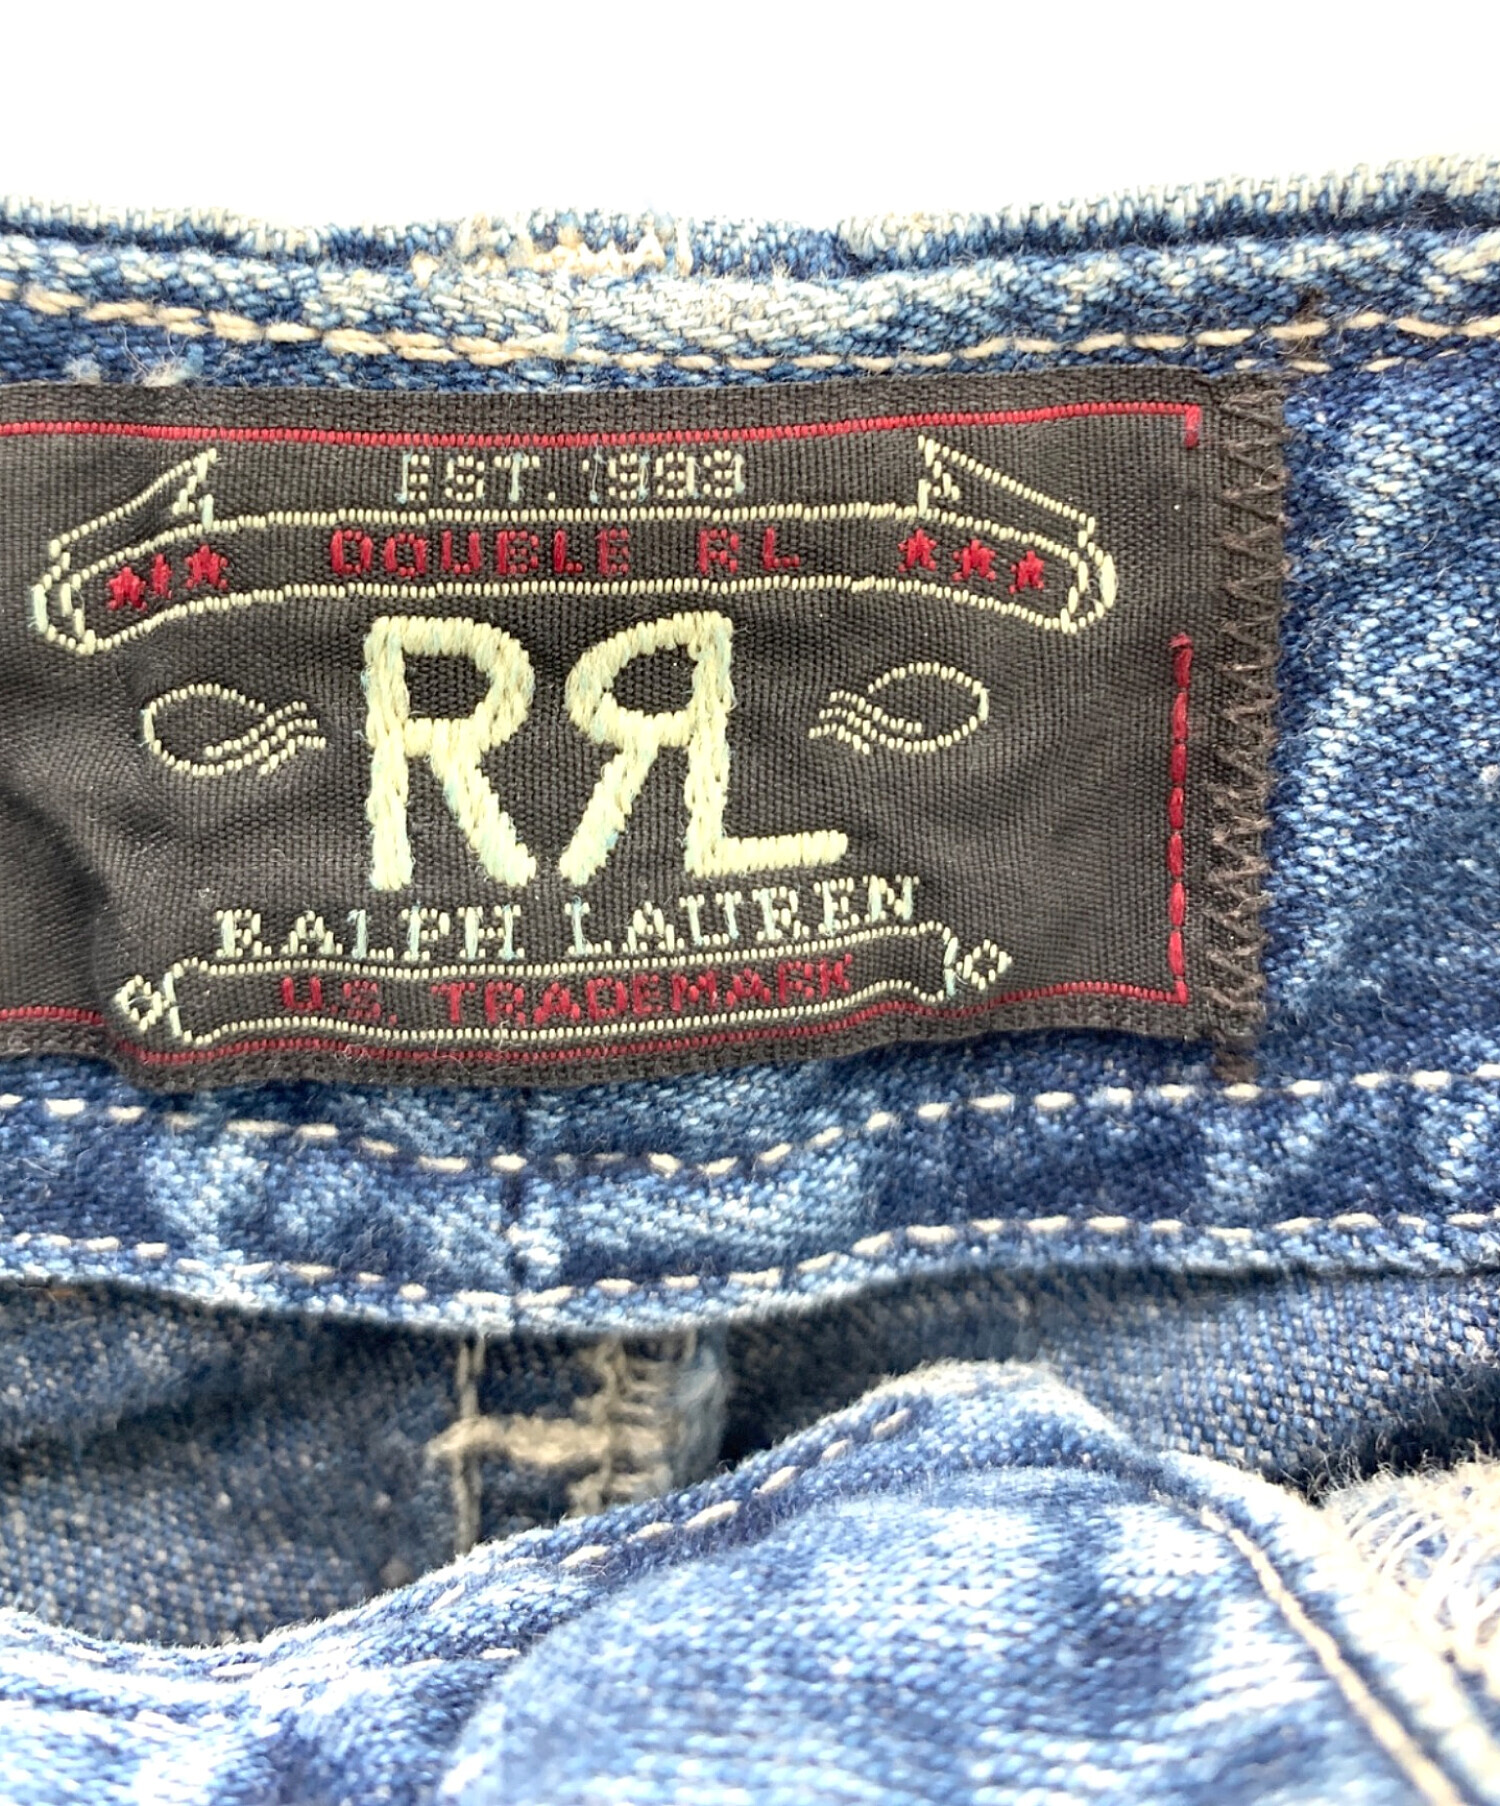 EST. 1993
DOUBLE RL
RRL
RALPH LAUREN
U.S. TRADEMARK